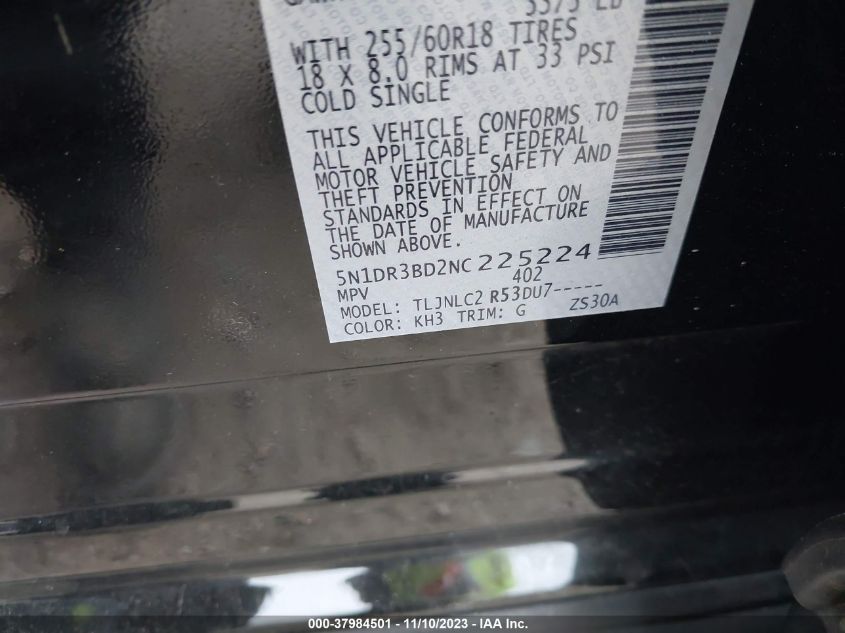 WITH 255/60R18 TIRES
18 X 8.0 RIMS AT 33 PSI
COLD SINGLE
THIS VEHICLE CONFORMS TO
ALL APPLICABLE FEDERAL
MOTOR VEHICLE SAFETY AND
THEFT PREVENTION
STANDARDS IN EFFECT ON
THE DATE OF MANUFACTURE
SHOWN ABOVE.
5N1DR3BD2NC225224
MPV 402
MODEL: TLJNLC2 R53DU7-----
COLOR: KH3 TRIM: G ZS30A
000-37984501 - 11/10/2023 - IAA Inc.